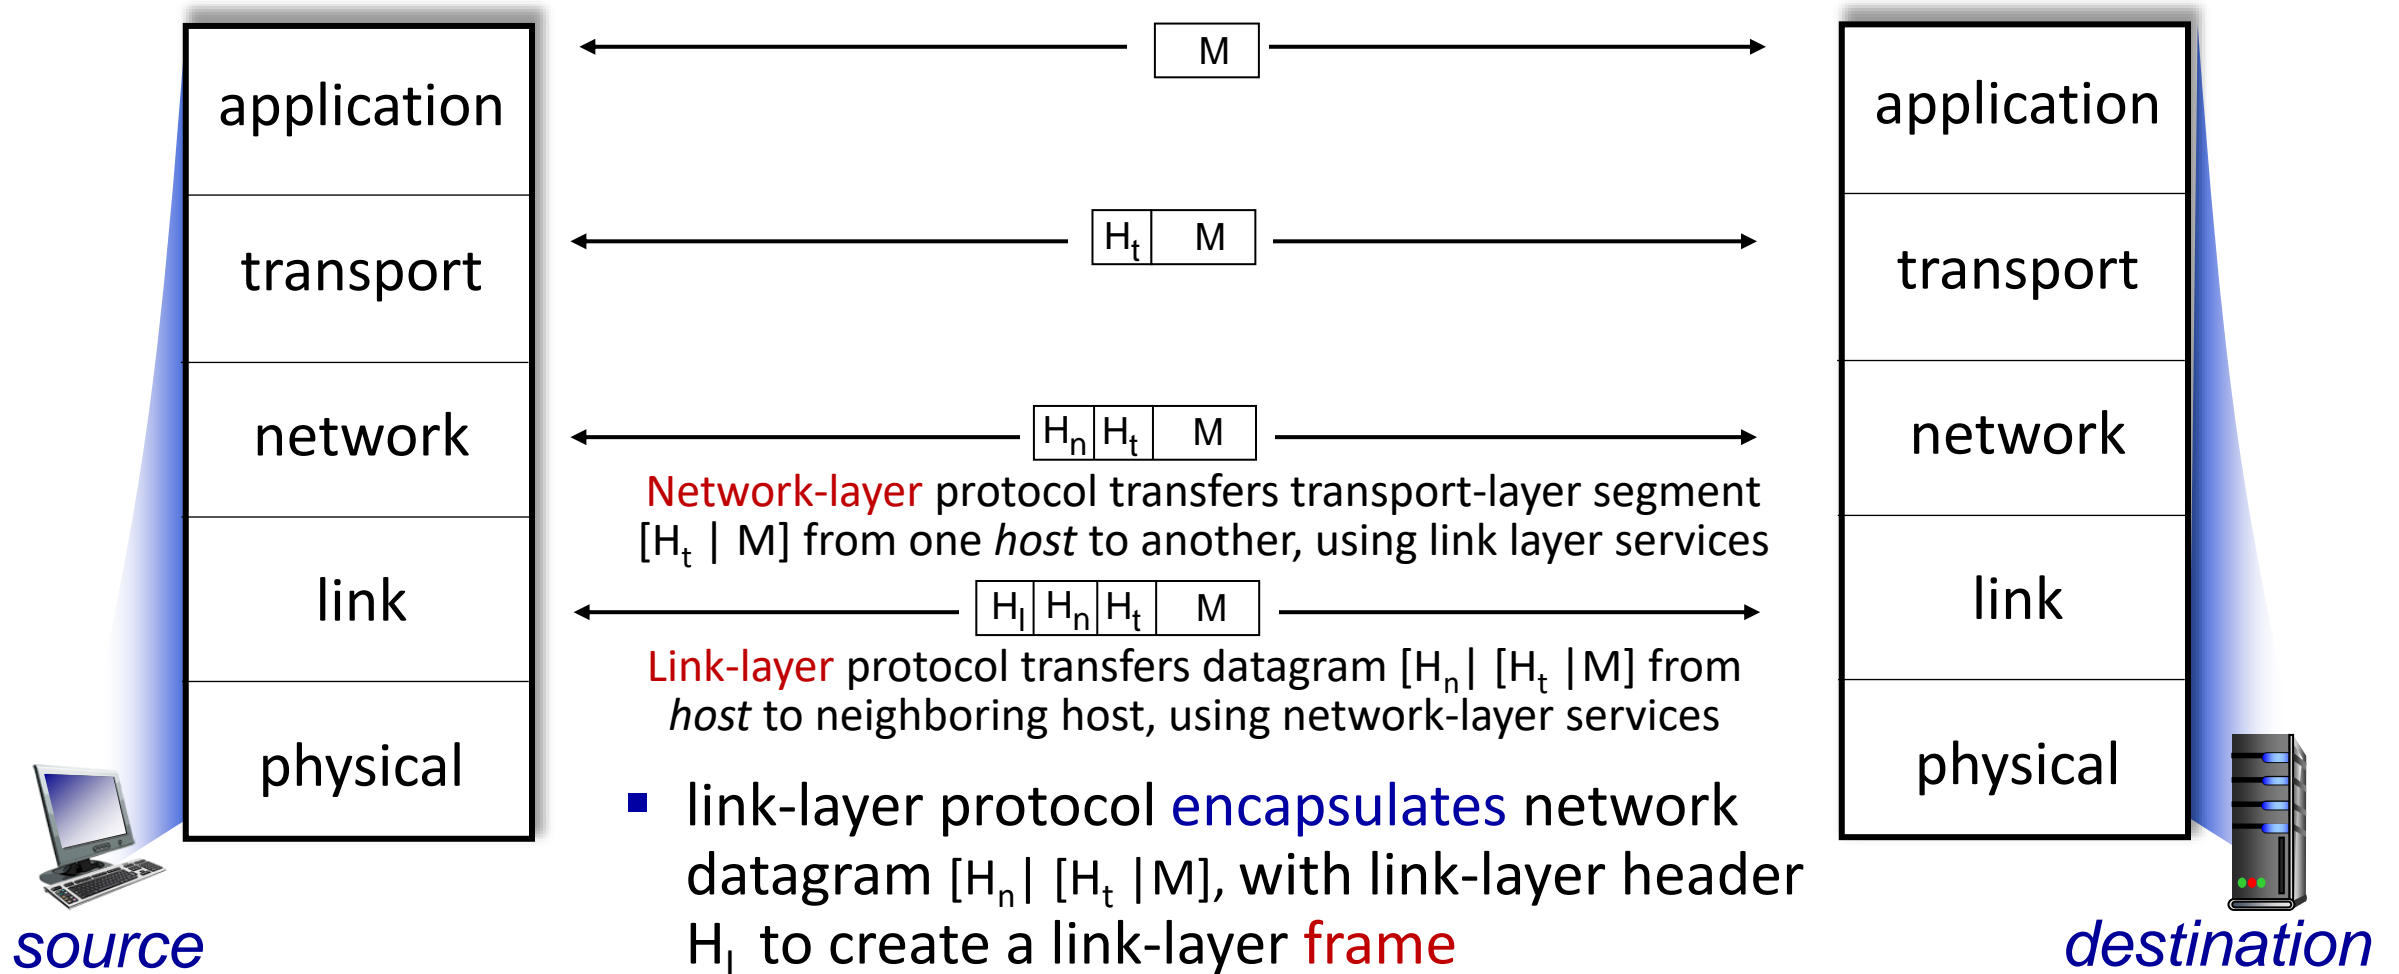 application
M
application
transport
Hₜ M
transport
network
Hₙ Hₜ M
network
Network-layer protocol transfers transport-layer segment
[Hₜ | M] from one host to another, using link layer services
link
Hₗ Hₙ Hₜ M
link
Link-layer protocol transfers datagram [Hₙ| [Hₜ |M] from
host to neighboring host, using network-layer services
physical
physical
▪ link-layer protocol encapsulates network
datagram [Hₙ| [Hₜ |M], with link-layer header
Hₗ to create a link-layer frame
source
destination